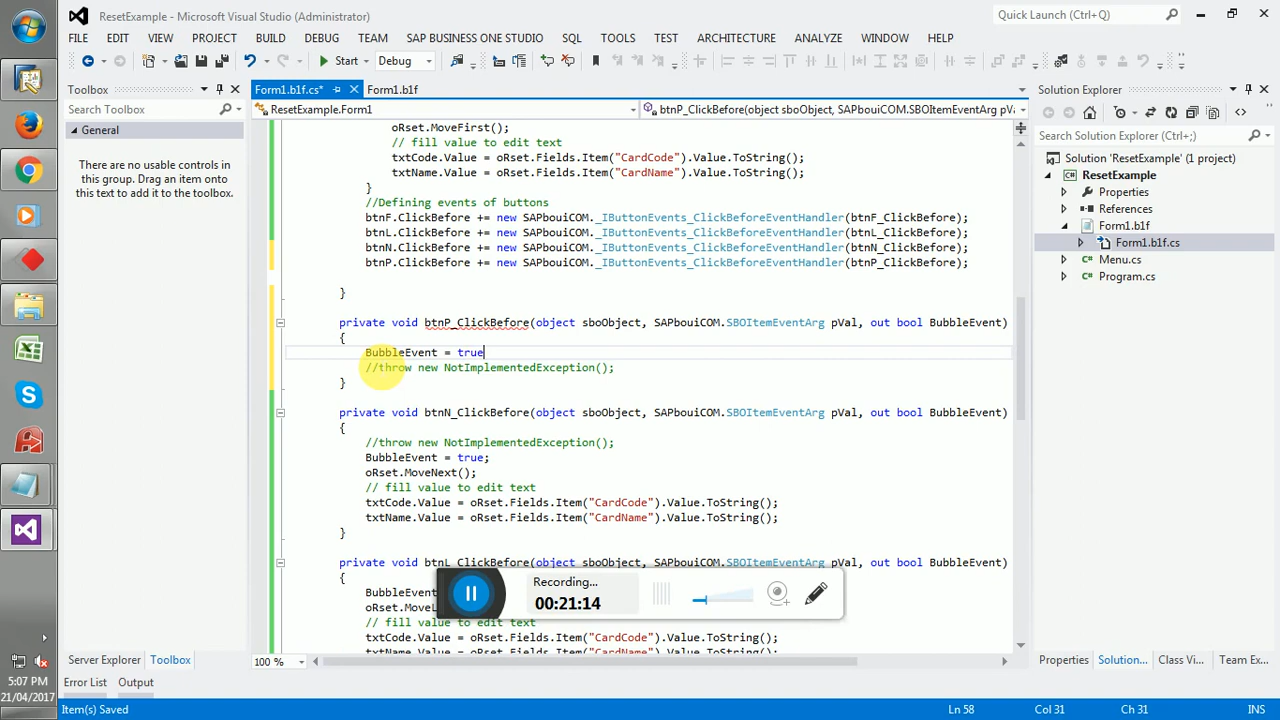 ResetExample - Microsoft Visual Studio (Administrator)
Quick Launch (Ctrl+Q)
FILE EDIT VIEW PROJECT BUILD DEBUG TEAM SAP BUSINESS ONE STUDIO SQL TOOLS TEST ARCHITECTURE ANALYZE WINDOW HELP
Start Debug
Toolbox
Search Toolbox
General
There are no usable controls in
this group. Drag an item onto
this text to add it to the toolbox.
Form1.b1f.cs* Form1.b1f
ResetExample.Form1 btnP_ClickBefore(object sboObject, SAPbouiCOM.SBOItemEventArg pVa
oRset.MoveFirst();
// fill value to edit text
txtCode.Value = oRset.Fields.Item("CardCode").Value.ToString();
txtName.Value = oRset.Fields.Item("CardName").Value.ToString();
}
//Defining events of buttons
btnF.ClickBefore += new SAPbouiCOM._IButtonEvents_ClickBeforeEventHandler(btnF_ClickBefore);
btnL.ClickBefore += new SAPbouiCOM._IButtonEvents_ClickBeforeEventHandler(btnL_ClickBefore);
btnN.ClickBefore += new SAPbouiCOM._IButtonEvents_ClickBeforeEventHandler(btnN_ClickBefore);
btnP.ClickBefore += new SAPbouiCOM._IButtonEvents_ClickBeforeEventHandler(btnP_ClickBefore);
}
private void btnP_ClickBefore(object sboObject, SAPbouiCOM.SBOItemEventArg pVal, out bool BubbleEvent)
{
BubbleEvent = true
//throw new NotImplementedException();
}
private void btnN_ClickBefore(object sboObject, SAPbouiCOM.SBOItemEventArg pVal, out bool BubbleEvent)
{
//throw new NotImplementedException();
BubbleEvent = true;
oRset.MoveNext();
// fill value to edit text
txtCode.Value = oRset.Fields.Item("CardCode").Value.ToString();
txtName.Value = oRset.Fields.Item("CardName").Value.ToString();
}
private void btnL_ClickBefore(object sboObject, SAPbouiCOM.SBOItemEventArg pVal, out bool BubbleEvent)
{
BubbleE
oRset.MoveL
// fill value to edit text
txtCode.Value = oRset.Fields.Item("CardCode").Value.ToString();
txtName.Value = oRset.Fields.Item("CardName").Value.ToString();
Recording...
00:21:14
100 %
Solution Explorer
Search Solution Explorer (Ctrl+;)
Solution 'ResetExample' (1 project)
ResetExample
Properties
References
Form1.b1f
Form1.b1f.cs
Menu.cs
Program.cs
Server Explorer Toolbox
Properties Solution... Class Vi... Team Ex...
Error List Output
Item(s) Saved Ln 58 Col 31 Ch 31 INS
5:07 PM
21/04/2017